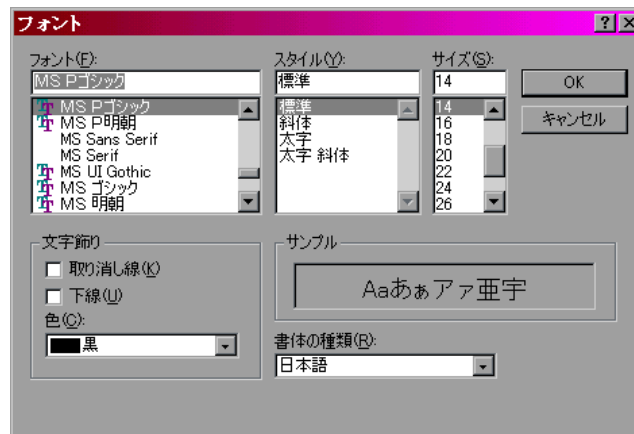 フォント
フォント(F):
MS Pゴシック
MS Pゴシック
MS P明朝
MS Sans Serif
MS Serif
MS UI Gothic
MS ゴシック
MS 明朝
スタイル(Y):
標準
標準
斜体
太字
太字 斜体
サイズ(S):
14
14
16
18
20
22
24
26
OK
キャンセル
文字飾り
取り消し線(K)
下線(U)
色(C):
黒
サンプル
Aaあぁアァ亜宇
書体の種類(R):
日本語